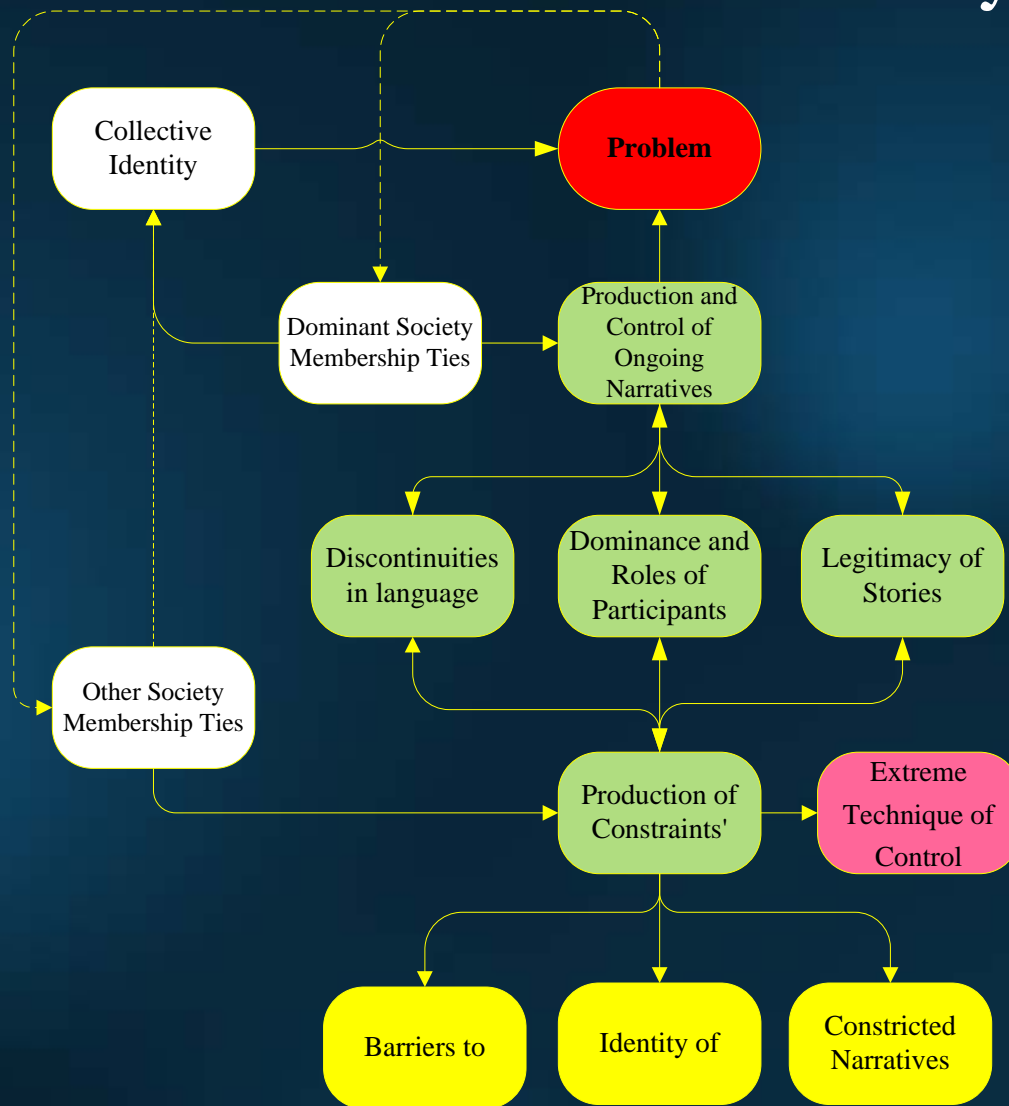 Collective
Identity
Problem
Dominant Society
Membership Ties
Production and
Control of
Ongoing
Narratives
Discontinuities
in language
Dominance and
Roles of
Participants
Legitimacy of
Stories
Other Society
Membership Ties
Production of
Constraints'
Extreme
Technique of
Control
Barriers to
Identity of
Constricted
Narratives